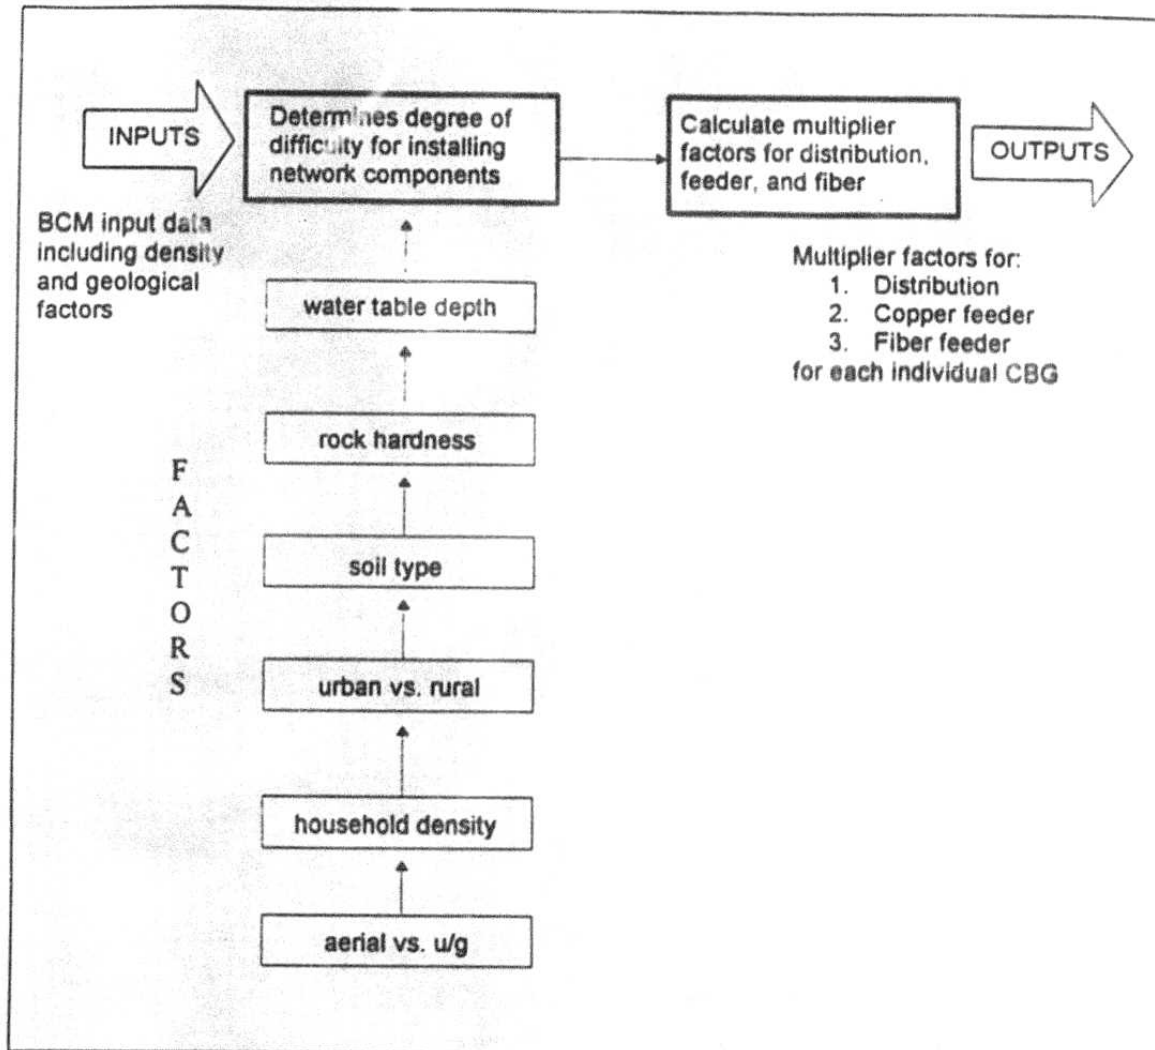 INPUTS
Determines degree of
difficulty for installing
network components
Calculate multiplier
factors for distribution,
feeder, and fiber
OUTPUTS
BCM input data
including density
and geological
factors
Multiplier factors for:
1. Distribution
2. Copper feeder
3. Fiber feeder
for each individual CBG
water table depth
rock hardness
soil type
urban vs. rural
household density
aerial vs. u/g
F
A
C
T
O
R
S